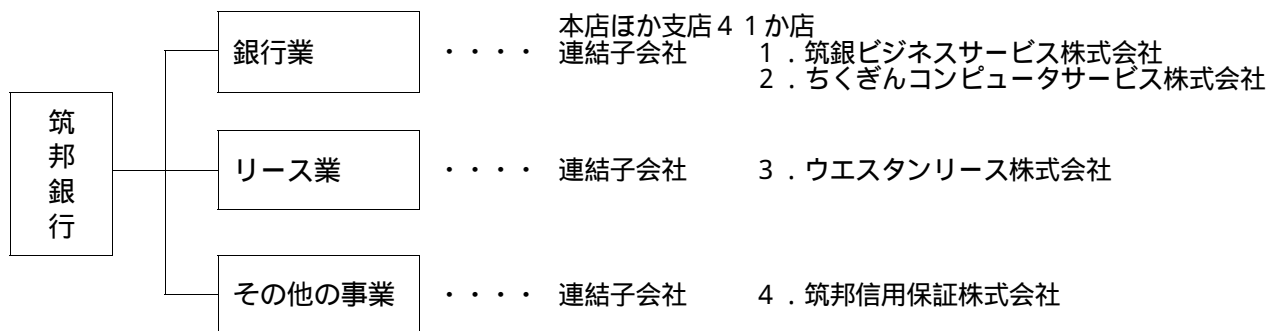 本店ほか支店４１か店
銀行業 ・・・・ 連結子会社 １．筑銀ビジネスサービス株式会社
２．ちくぎんコンピュータサービス株式会社
筑邦銀行
リース業 ・・・・ 連結子会社 ３．ウエスタンリース株式会社
その他の事業 ・・・・ 連結子会社 ４．筑邦信用保証株式会社